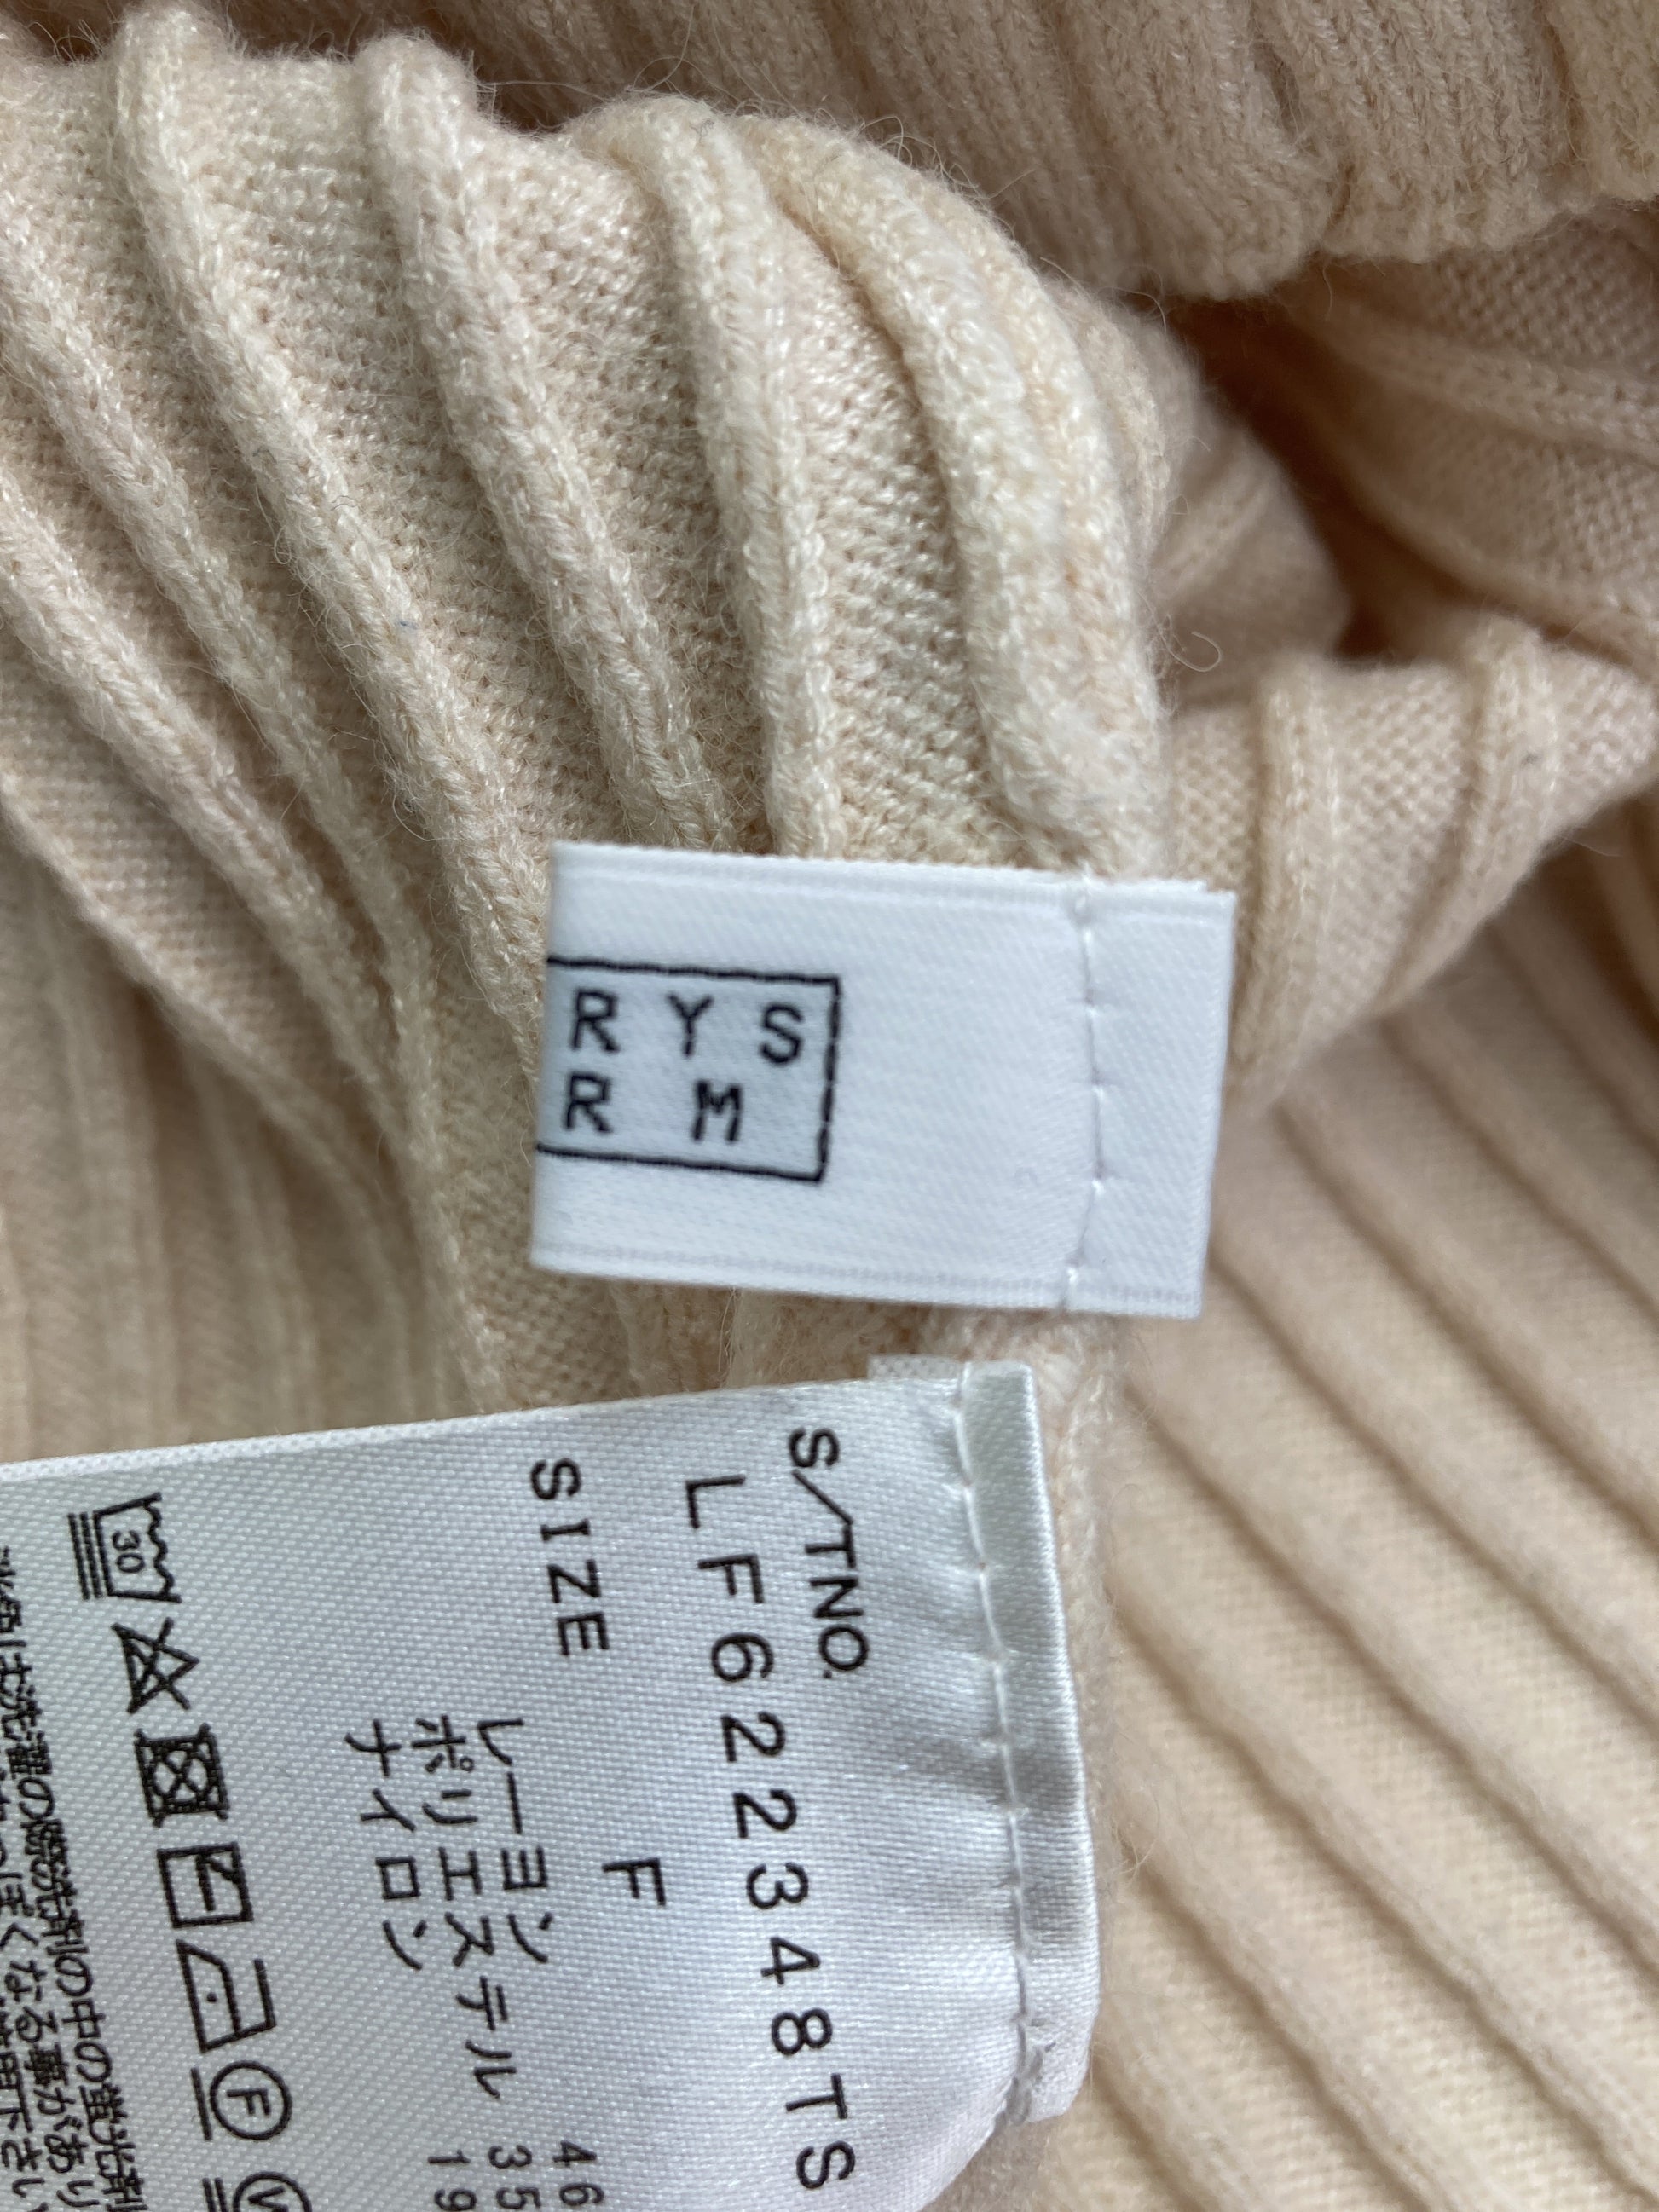 RYS
RM
S/TNO.
LF622348TS
SIZE F
レーヨン 46
ポリエステル 35
ナイロン 19
30
F
W